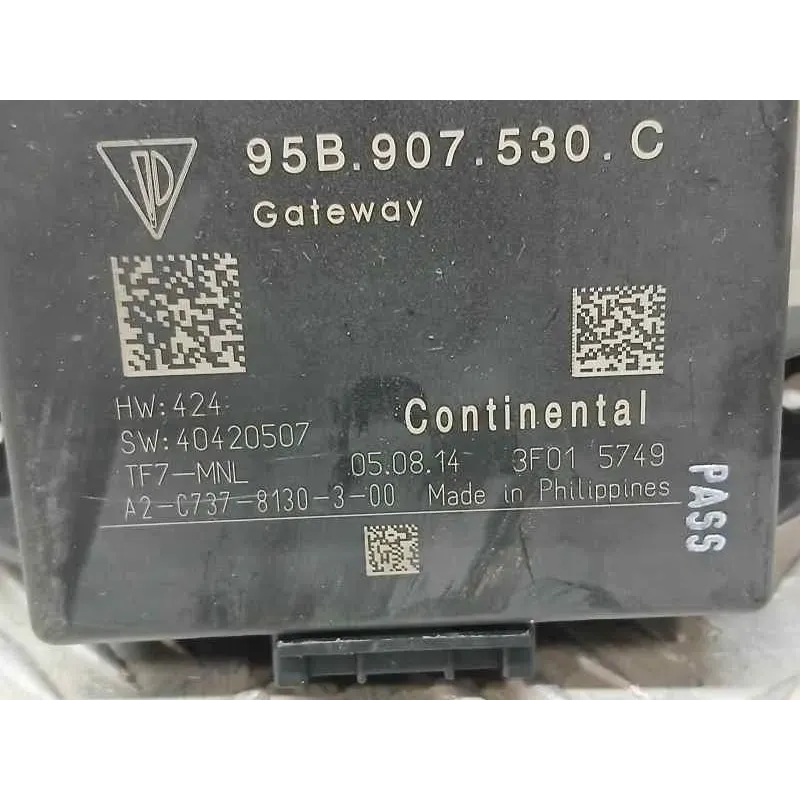 95B.907.530.C
Gateway
HW:424
SW:40420507
Continental
TF7-MNL 05.08.14 3F01 5749
A2-C737-8130-3-00 Made in Philippines
PASS